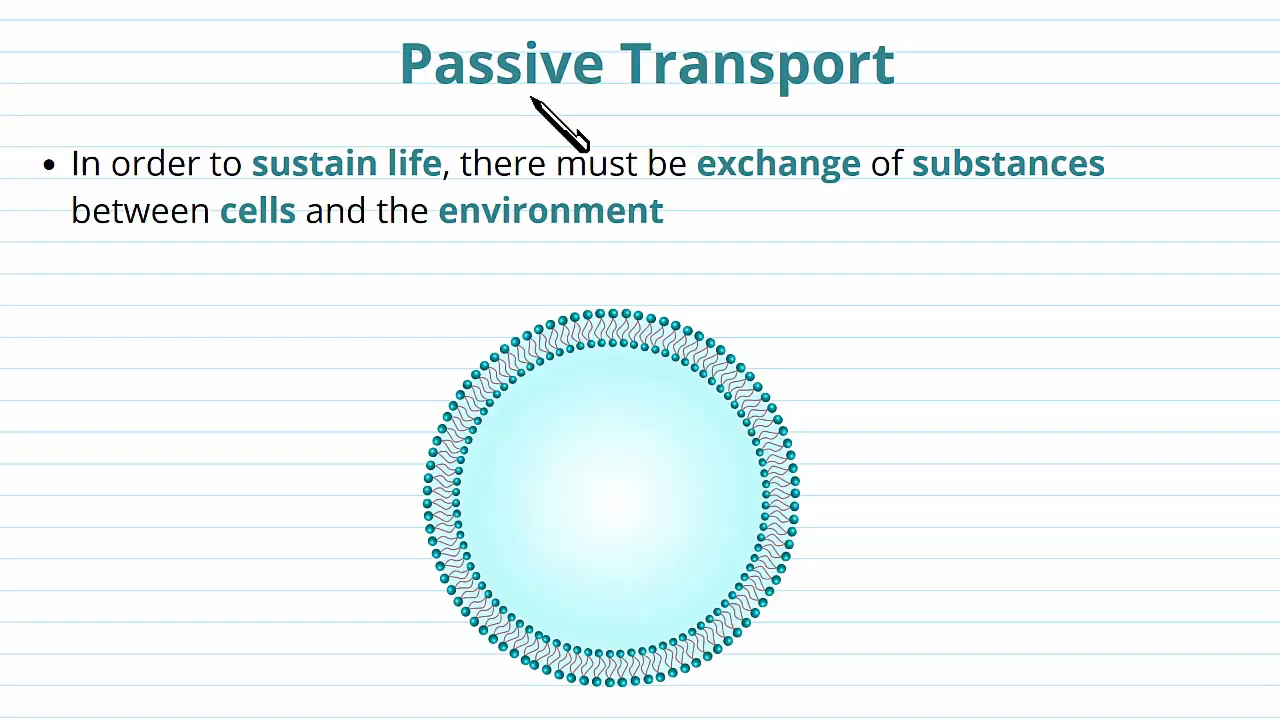 Passive Transport
• In order to sustain life, there must be exchange of substances
between cells and the environment